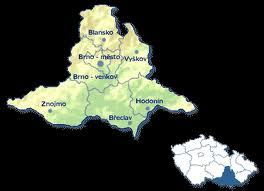 Blansko
Brno - město
Vyškov
Brno - venkov
Znojmo
Hodonín
Břeclav